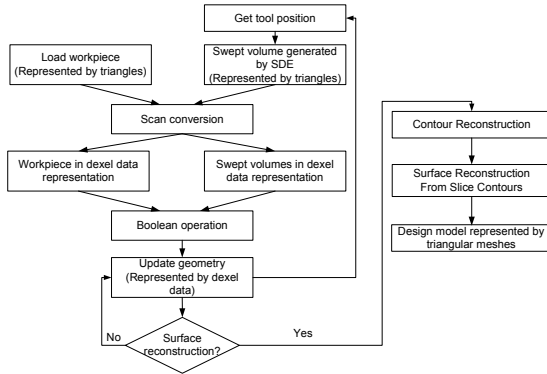 Get tool position
Load workpiece
(Represented by triangles)
Swept volume generated
by SDE
(Represented by triangles)
Scan conversion
Workpiece in dexel data
representation
Swept volumes in dexel
data representation
Boolean operation
Update geometry
(Represented by dexel
data)
No
Surface
reconstruction?
Yes
Contour Reconstruction
Surface Reconstruction
From Slice Contours
Design model represented by
triangular meshes